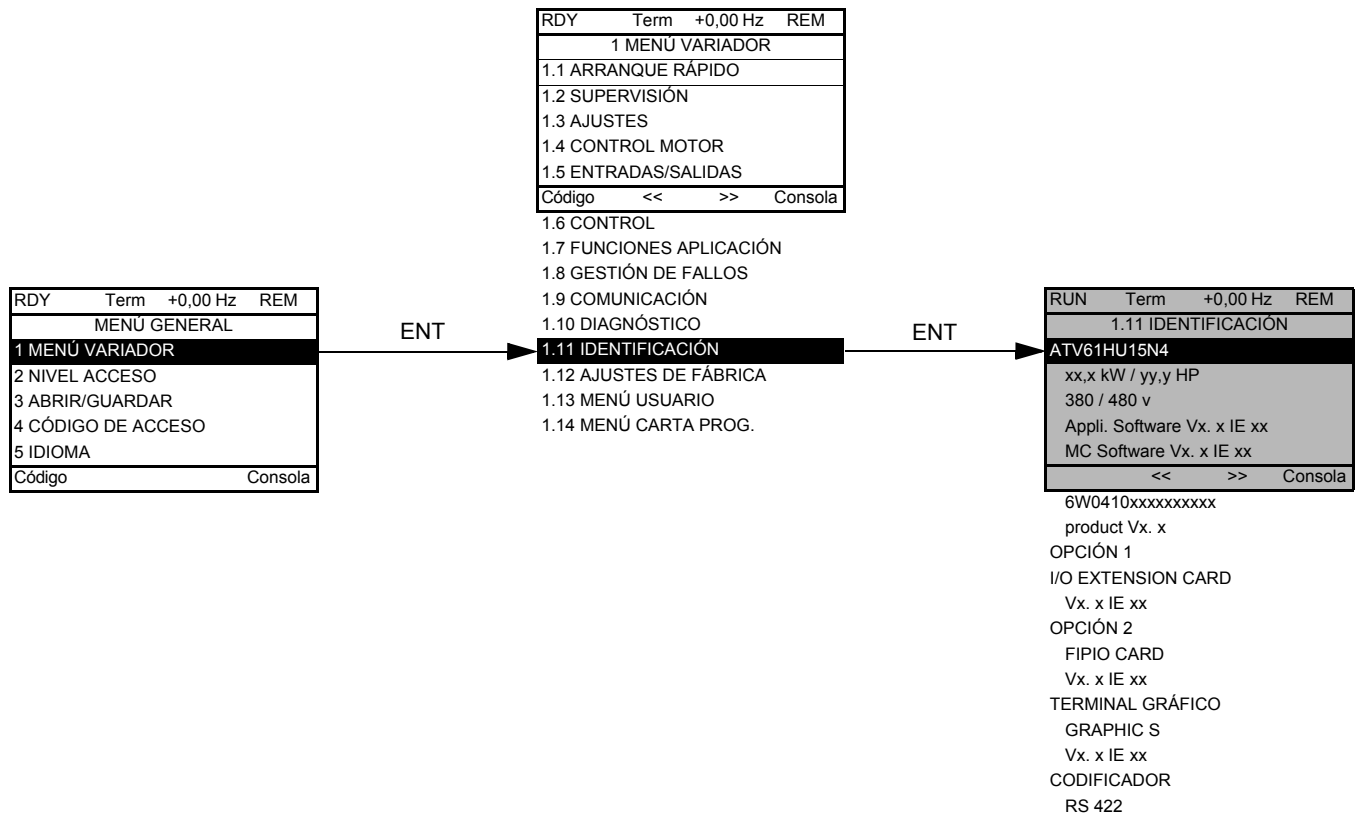 RDY Term +0,00 Hz REM
1 MENÚ VARIADOR
1.1 ARRANQUE RÁPIDO
1.2 SUPERVISIÓN
1.3 AJUSTES
1.4 CONTROL MOTOR
1.5 ENTRADAS/SALIDAS
Código << >> Consola
1.6 CONTROL
1.7 FUNCIONES APLICACIÓN
1.8 GESTIÓN DE FALLOS
1.9 COMUNICACIÓN
1.10 DIAGNÓSTICO
1.11 IDENTIFICACIÓN
1.12 AJUSTES DE FÁBRICA
1.13 MENÚ USUARIO
1.14 MENÚ CARTA PROG.
RDY Term +0,00 Hz REM
MENÚ GENERAL
1 MENÚ VARIADOR
2 NIVEL ACCESO
3 ABRIR/GUARDAR
4 CÓDIGO DE ACCESO
5 IDIOMA
Código Consola
ENT
ENT
RUN Term +0,00 Hz REM
1.11 IDENTIFICACIÓN
ATV61HU15N4
xx,x kW / yy,y HP
380 / 480 v
Appli. Software Vx. x IE xx
MC Software Vx. x IE xx
<< >> Consola
6W0410xxxxxxxxxx
product Vx. x
OPCIÓN 1
I/O EXTENSION CARD
Vx. x IE xx
OPCIÓN 2
FIPIO CARD
Vx. x IE xx
TERMINAL GRÁFICO
GRAPHIC S
Vx. x IE xx
CODIFICADOR
RS 422